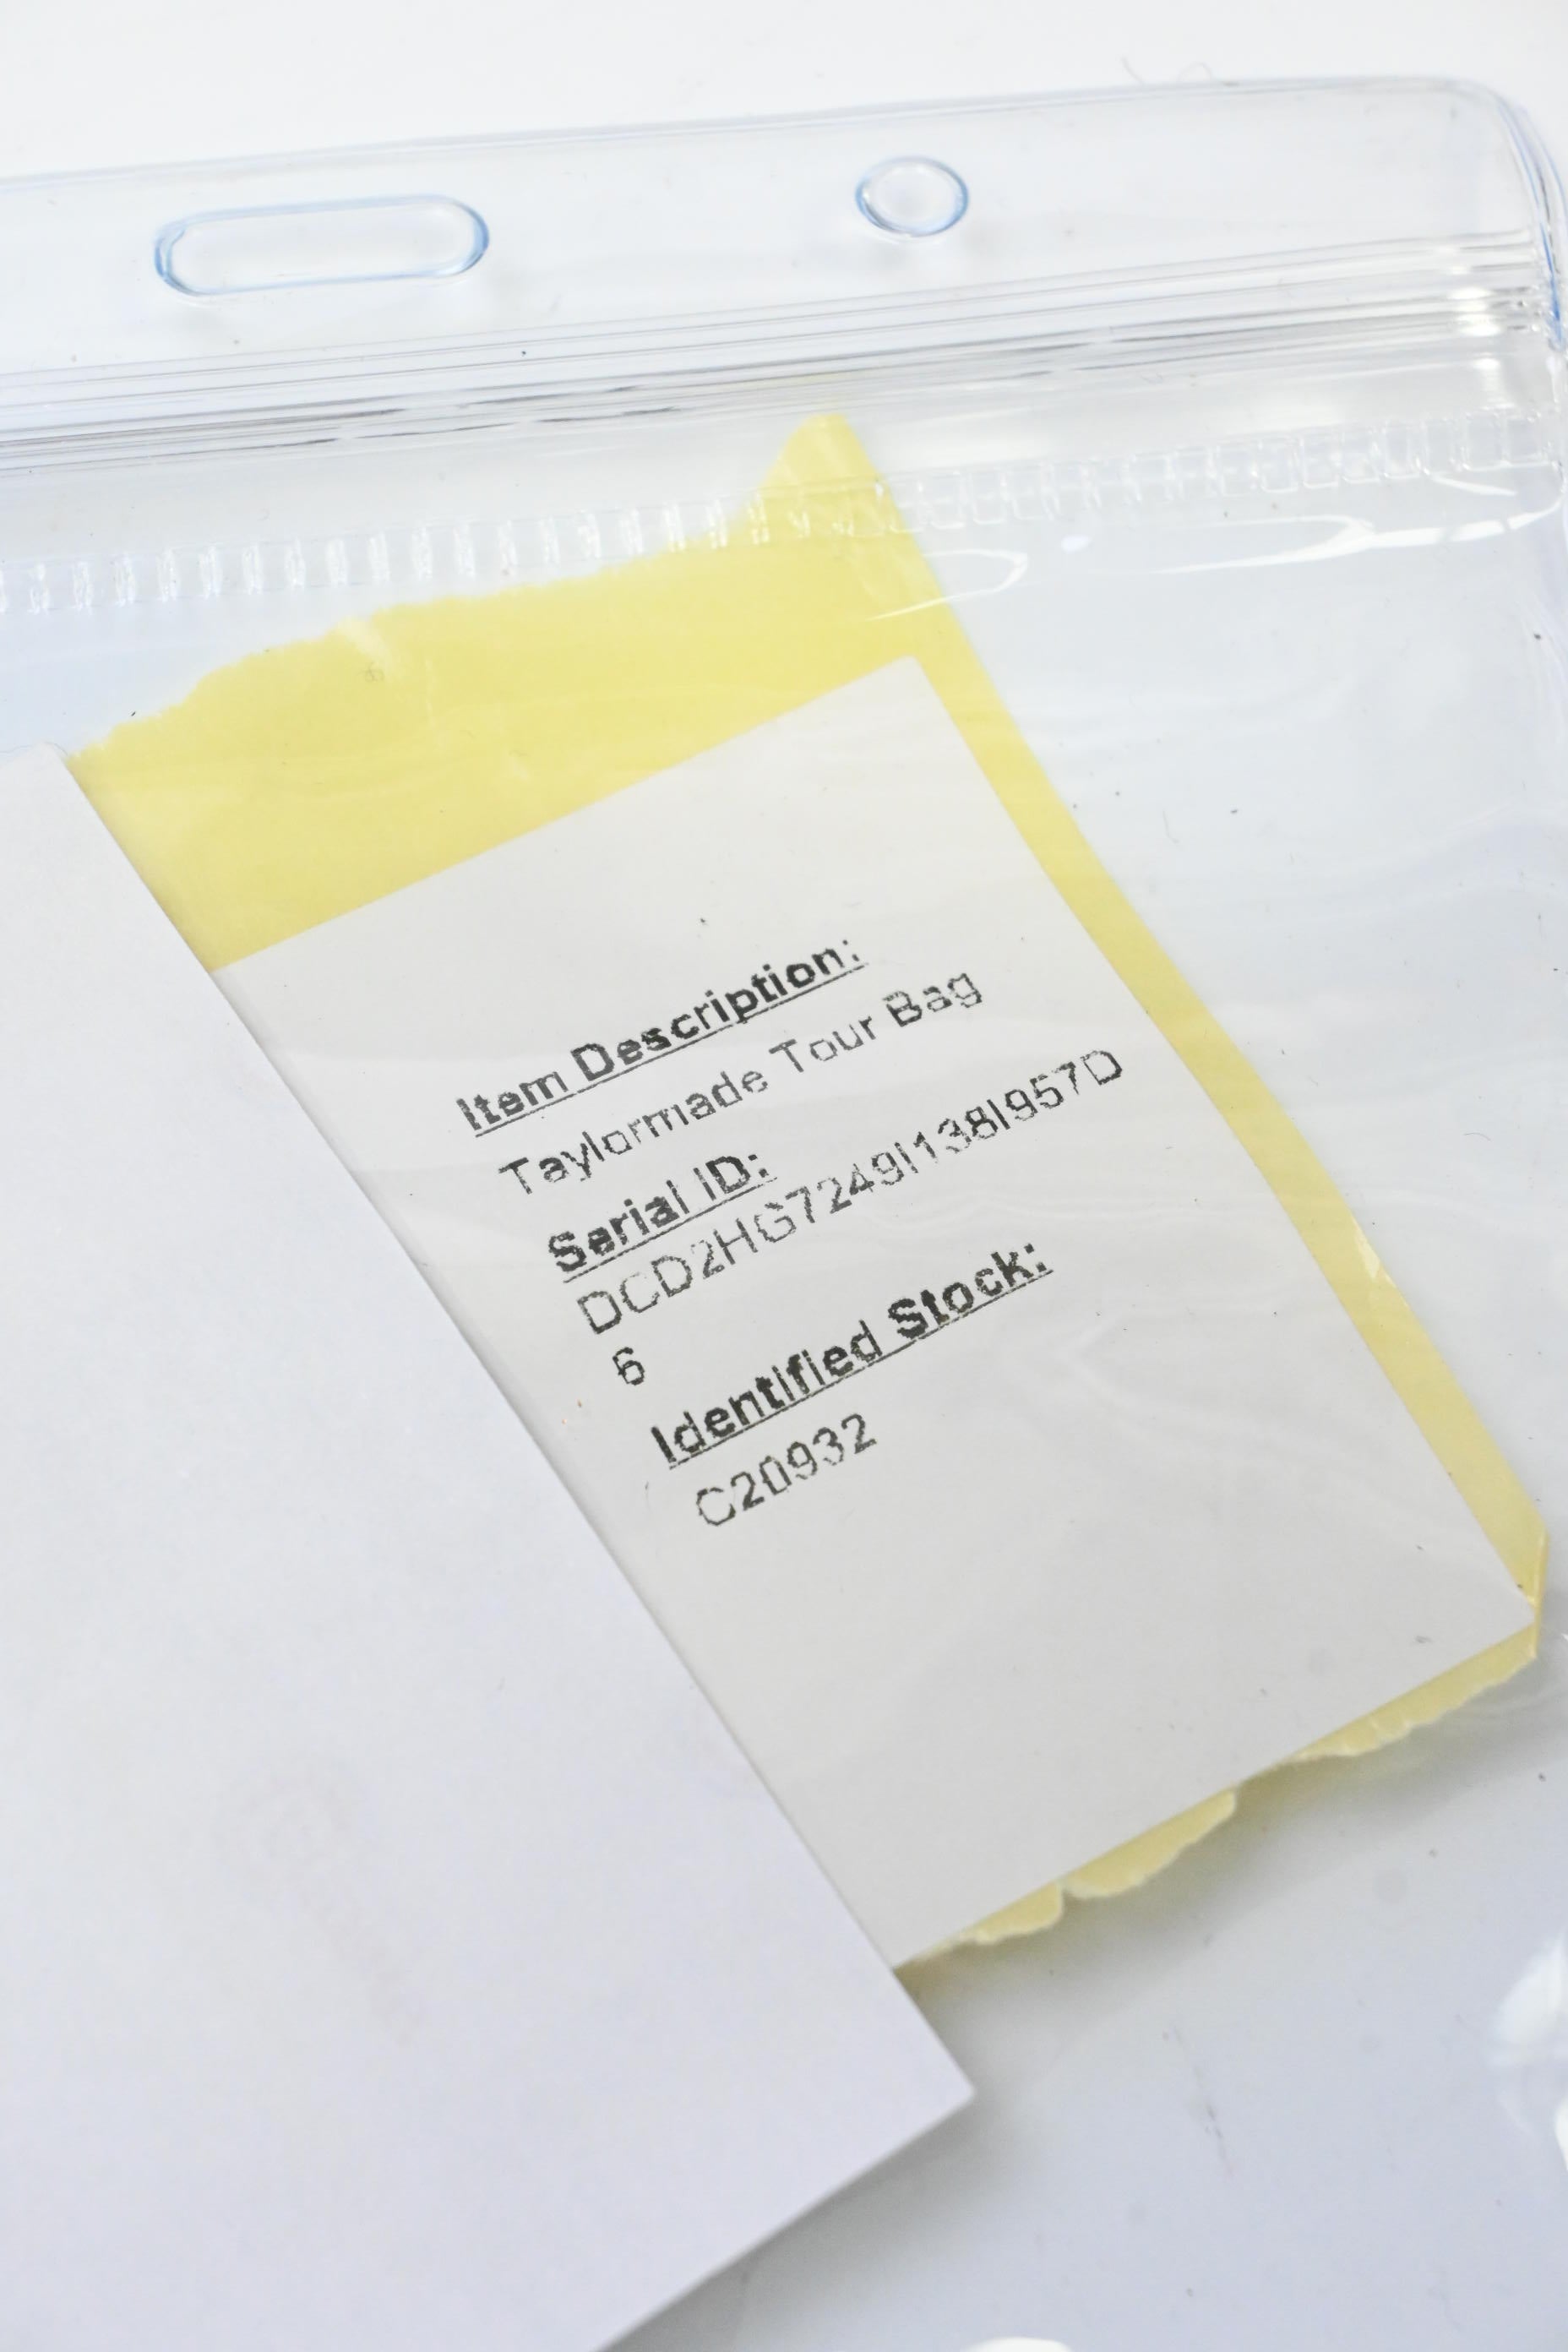 Item Description:
Taylormade Tour Bag
Serial ID:
DCD2HG7249I138I957D
6
Identified Stock:
C20932